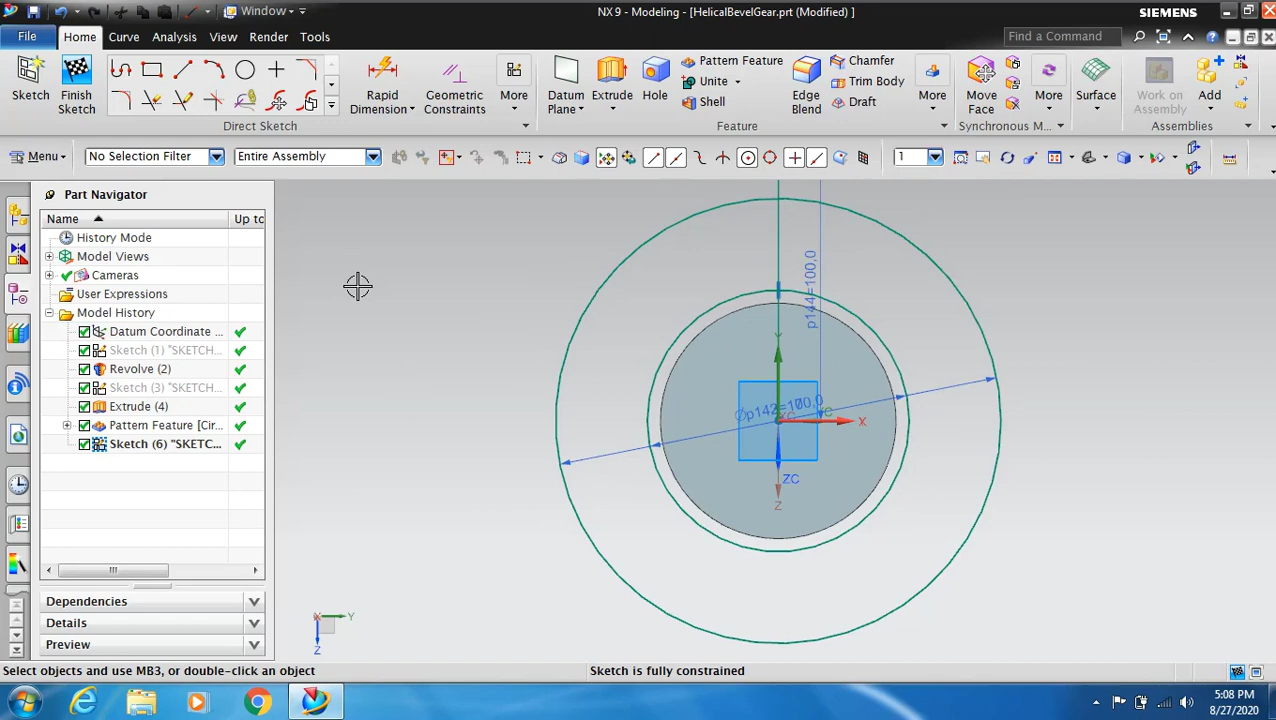 Window
NX 9 - Modeling - [HelicalBevelGear.prt (Modified) ]
SIEMENS
File
Home
Curve
Analysis
View
Render
Tools
Find a Command
Sketch
Finish Sketch
Rapid Dimension
Geometric Constraints
More
Direct Sketch
Datum Plane
Extrude
Hole
Pattern Feature
Unite
Shell
Edge Blend
Chamfer
Trim Body
Draft
More
Feature
Move Face
More
Synchronous M...
Surface
Work on Assembly
Add
Assemblies
Menu
No Selection Filter
Entire Assembly
1
Part Navigator
Name
Up to
History Mode
Model Views
Cameras
User Expressions
Model History
Datum Coordinate ...
Sketch (1) "SKETCH...
Revolve (2)
Sketch (3) "SKETCH...
Extrude (4)
Pattern Feature [Cir...
Sketch (6) "SKETC...
Dependencies
Details
Preview
p144=100,0
Y
XC
X
ZC
Z
X
Y
Z
Select objects and use MB3, or double-click an object
Sketch is fully constrained
5:08 PM
8/27/2020